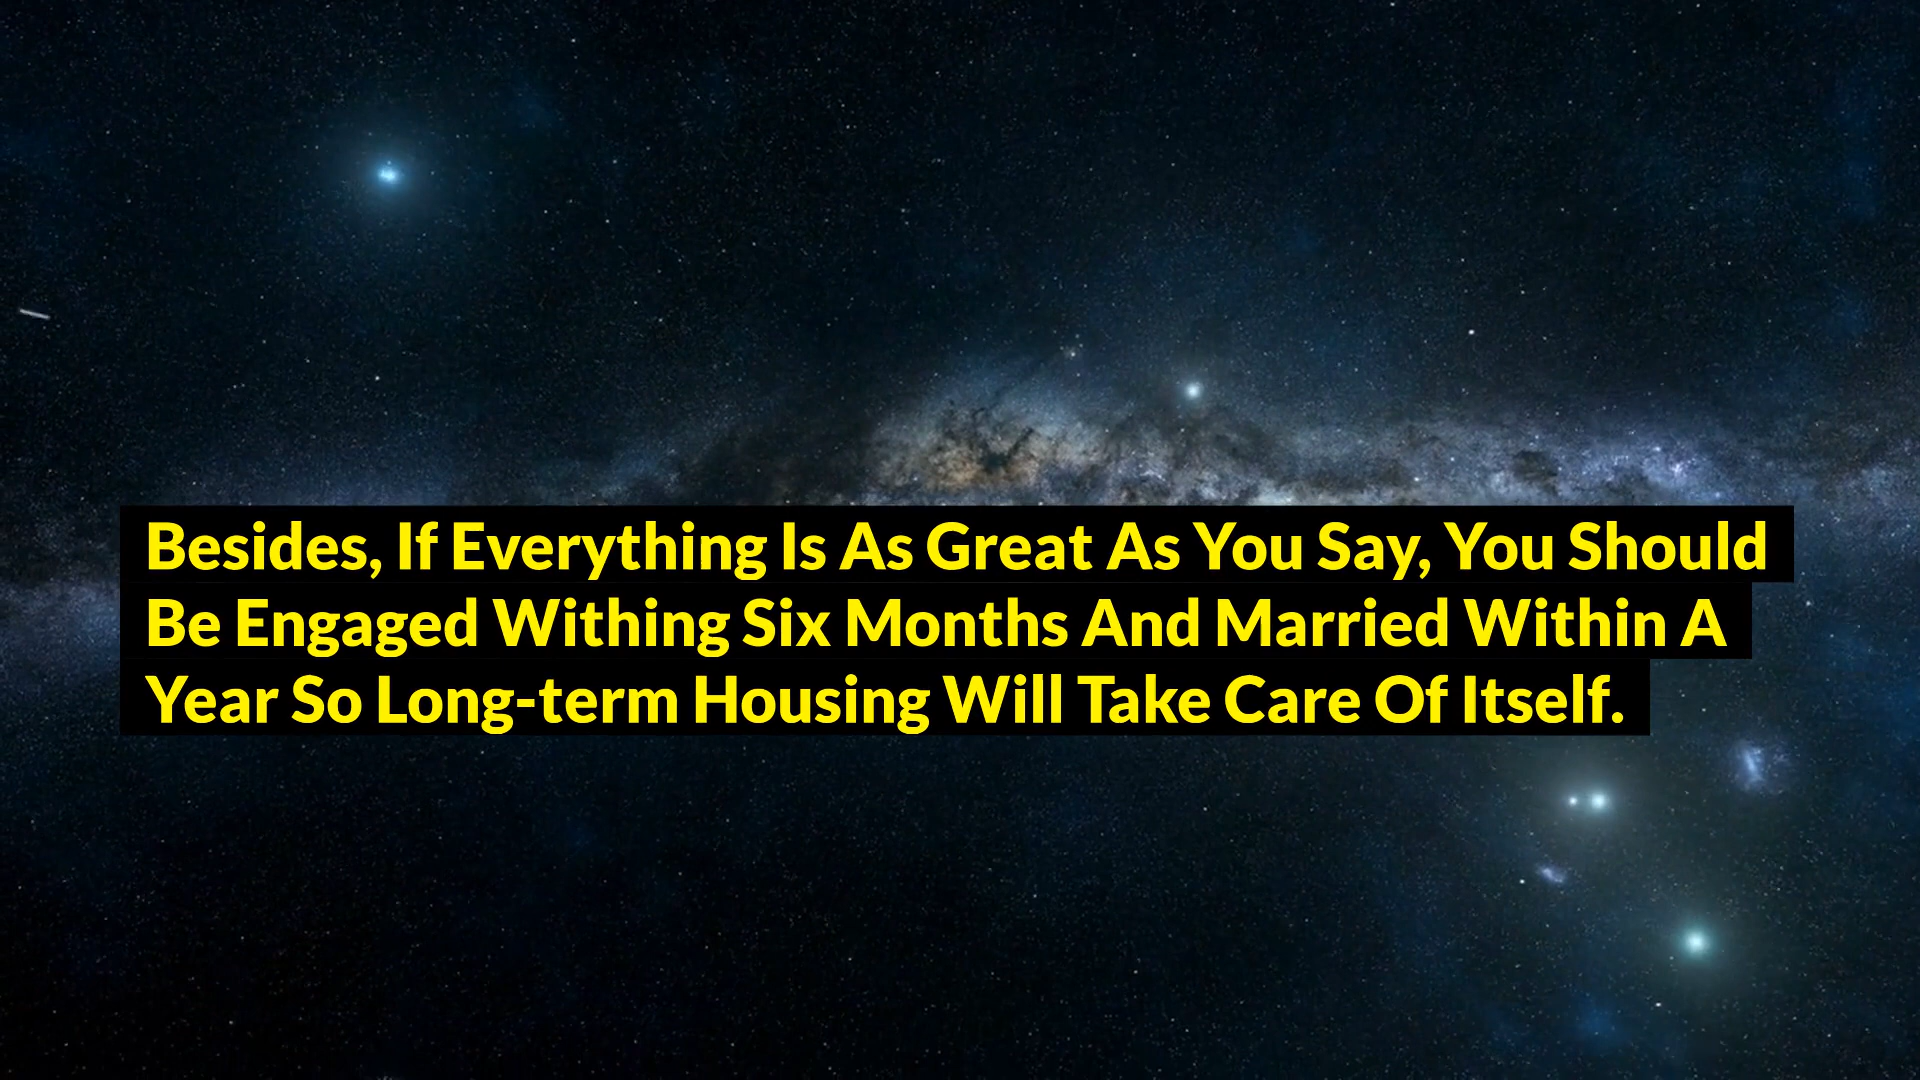 Besides, If Everything Is As Great As You Say, You Should
Be Engaged Withing Six Months And Married Within A
Year So Long-term Housing Will Take Care Of Itself.